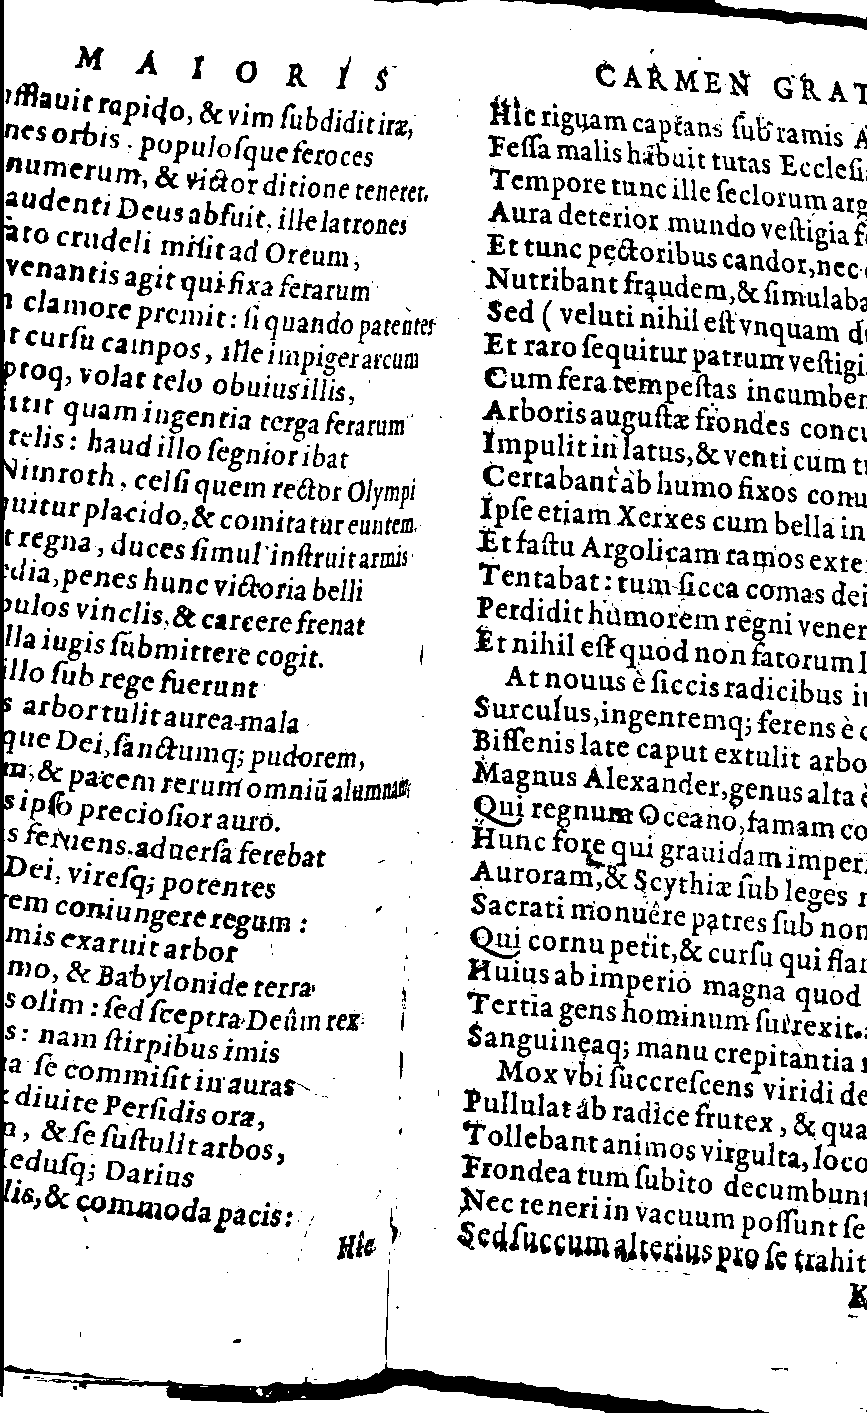 MAIORIS
afflauit rapido, & vim ſubdidit iræ,
nes orbis. populoſque feroces
numerum, & victor ditione teneret.
audenti Deus abfuit, ille latrones
crudeli miſit ad Oreum,
venantis agit qui fixa ferarum
clamore premit: ſi quando patentes
curſu campos, ille impiger arcum
ptoq, volat telo obuius illis,
quam ingentia terga ferarum
telis: haud illo ſegnior ibat
Nimroth, celſi quem rector Olympi
quitur placido, & comitatur euntem.
regna, duces ſimul inſtruit armis
edia, penes hunc victoria belli
pulos vinclis, & carcere frenat
lla iugis ſubmittere cogit.
illo ſub rege fuerunt
s arbor tulit aurea mala
que Dei, ſanctumq; pudorem,
m, & pacem rerum omniũ alumnam;
s ipſo precioſior auro.
s feruens aduerſa ferebat
Dei, vireſq; potentes
rem coniungere regum:
mis exaruit arbor
mo, & Babylonide terra
s olim: ſed ſceptra Deûm rex
s: nam ſtirpibus imis
ſe commiſit in auras
diuite Perſidis ora,
, & ſe ſuſtulit arbos,
eduſq; Darius
lis, & commoda pacis:
Hic
CARMEN GRAT
Hic riguam captans ſub ramis A
Feſſa malis habuit tutas Eccleſi
Tempore tunc ille ſeclorum arg
Aura deterior mundo veſtigia f
Et tunc pectoribus candor, nec
Nutribant fraudem, & ſimulaba
Sed ( veluti nihil eſt vnquam d
Et raro ſequitur patrum veſtigi
Cum fera tempeſtas incumber
Arboris auguſtæ frondes concu
Impulit in latus, & venti cum t
Certabant ab humo fixos conu
Ipſe etiam Xerxes cum bella in
Et faſtu Argolicam ramos exte
Tentabat: tum ſicca comas dei
Perdidit humorem regni vener
Et nihil eſt quod non fatorum l
At nouus è ſiccis radicibus i
Surculus, ingentemq; ferens è c
Biſſenis late caput extulit arbo
Magnus Alexander, genus alta è
Qui regnum Oceano, famam co
Hunc fore qui grauidam imper
Auroram, & Scythiæ ſub leges
Sacrati monuêre patres ſub nom
Qui cornu petit, & curſu qui flam
Huius ab imperio magna quod
Tertia gens hominum ſurrexit.
Sanguineaq; manu crepitantia
Mox vbi ſuccreſcens viridi de
Pullulat ab radice frutex, & qua
Tollebant animos virgulta, loco
Frondea tum ſubito decumbunt
Nec teneri in vacuum poſſunt ſe
Sed ſuccum alterius pro ſe trahit
K